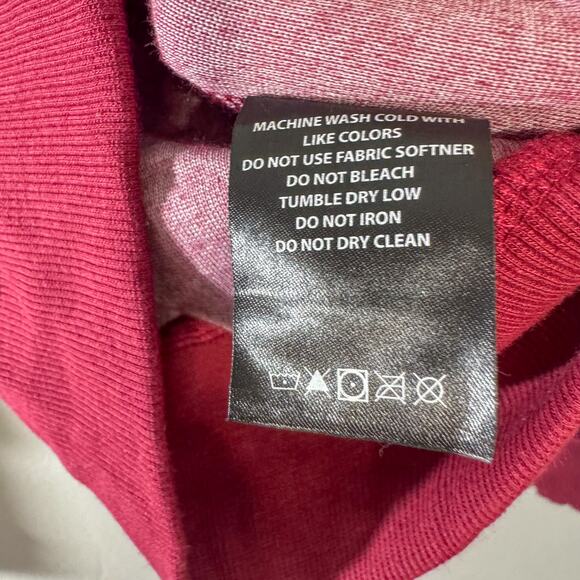 MACHINE WASH COLD WITH
LIKE COLORS
DO NOT USE FABRIC SOFTNER
DO NOT BLEACH
TUMBLE DRY LOW
DO NOT IRON
DO NOT DRY CLEAN